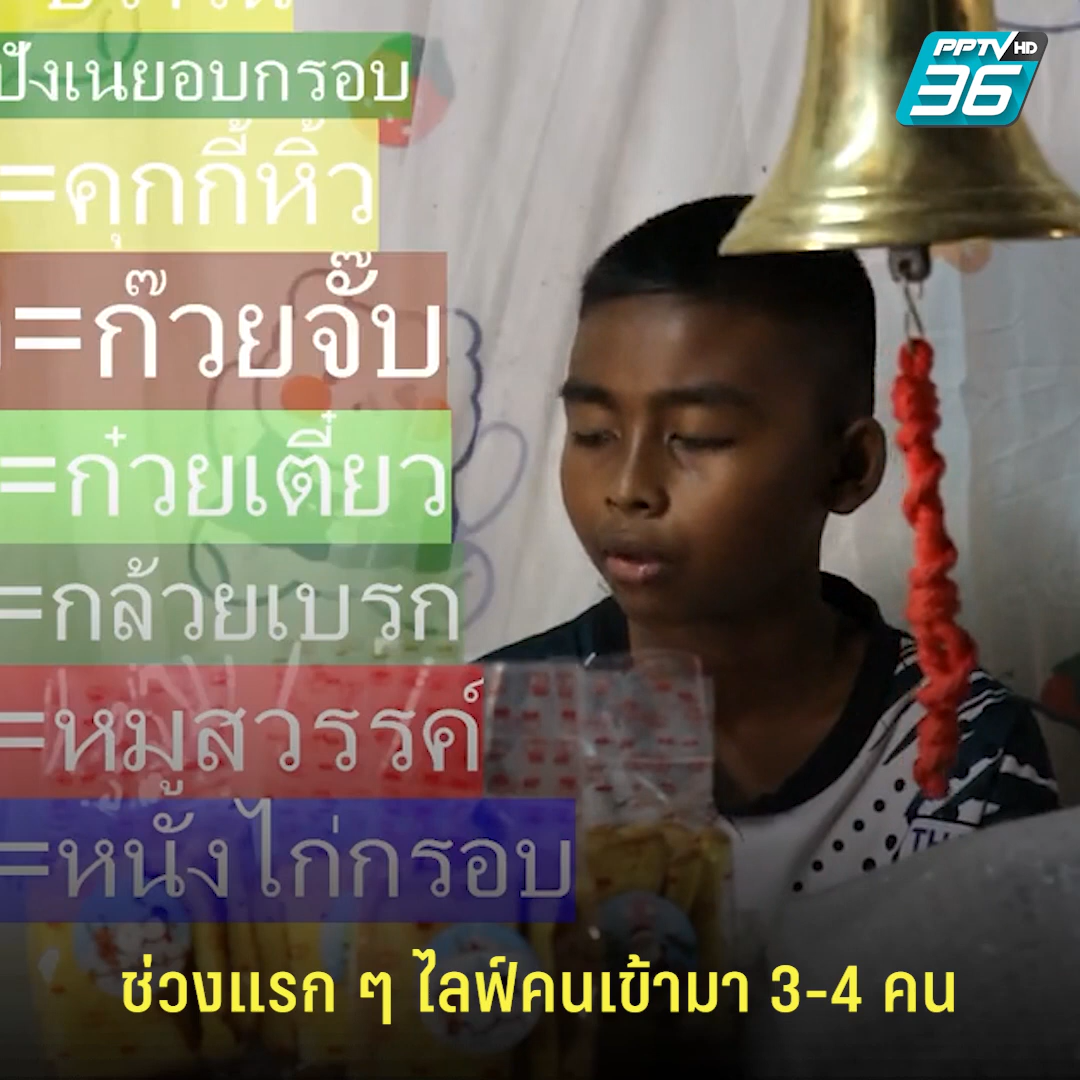 PPTV HD
36
ปังเนยอบกรอบ
=คุกกี้หิ้ว
=ก๊วยจั๊บ
=ก๋วยเตี๋ยว
=กล้วยเบรก
=หมูสวรรค์
=หนังไก่กรอบ
TH
ช่วงแรก ๆ ไลฟ์คนเข้ามา 3-4 คน